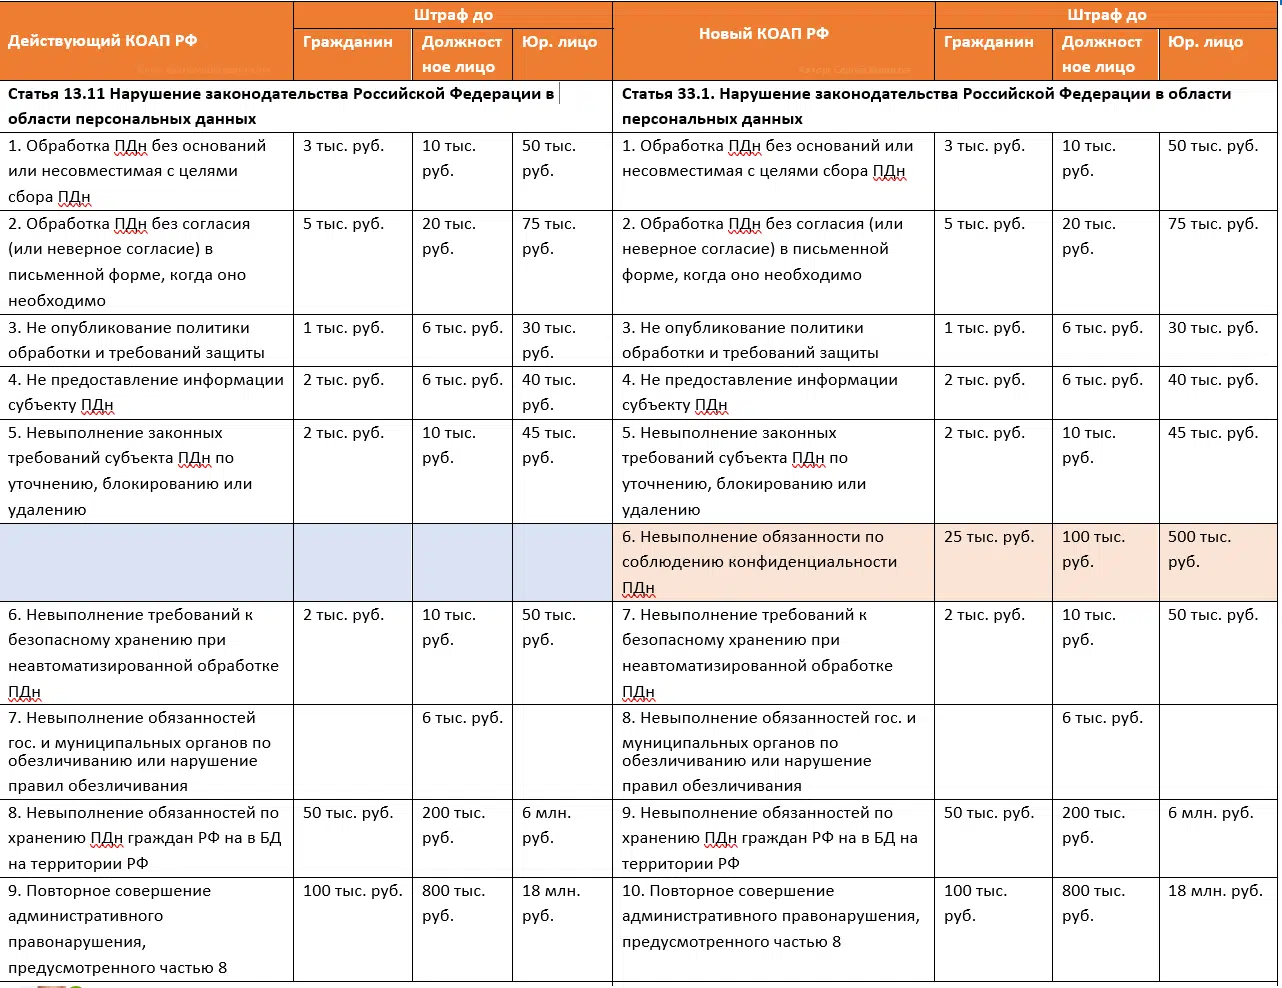 Действующий КОАП РФ
Штраф до
Гражданин
Должност
ное лицо
Юр. лицо
Новый КОАП РФ
Штраф до
Гражданин
Должност
ное лицо
Юр. лицо
Статья 13.11 Нарушение законодательства Российской Федерации в
области персональных данных
Статья 33.1. Нарушение законодательства Российской Федерации в области
персональных данных
1. Обработка ПДн без оснований
или несовместимая с целями
сбора ПДн
3 тыс. руб.
10 тыс.
руб.
50 тыс.
руб.
1. Обработка ПДн без оснований или
несовместимая с целями сбора ПДн
3 тыс. руб.
10 тыс.
руб.
50 тыс. руб.
2. Обработка ПДн без согласия
(или неверное согласие) в
письменной форме, когда оно
необходимо
5 тыс. руб.
20 тыс.
руб.
75 тыс.
руб.
2. Обработка ПДн без согласия (или
неверное согласие) в письменной
форме, когда оно необходимо
5 тыс. руб.
20 тыс.
руб.
75 тыс. руб.
3. Не опубликование политики
обработки и требований защиты
1 тыс. руб.
6 тыс. руб.
30 тыс.
руб.
3. Не опубликование политики
обработки и требований защиты
1 тыс. руб.
6 тыс. руб.
30 тыс. руб.
4. Не предоставление информации
субъекту ПДн
2 тыс. руб.
6 тыс. руб.
40 тыс.
руб.
4. Не предоставление информации
субъекту ПДн
2 тыс. руб.
6 тыс. руб.
40 тыс. руб.
5. Невыполнение законных
требований субъекта ПДн по
уточнению, блокированию или
удалению
2 тыс. руб.
10 тыс.
руб.
45 тыс.
руб.
5. Невыполнение законных
требований субъекта ПДн по
уточнению, блокированию или
удалению
2 тыс. руб.
10 тыс.
руб.
45 тыс. руб.
6. Невыполнение обязанности по
соблюдению конфиденциальности
ПДн
25 тыс. руб.
100 тыс.
руб.
500 тыс.
руб.
6. Невыполнение требований к
безопасному хранению при
неавтоматизированной обработке
ПДн
2 тыс. руб.
10 тыс.
руб.
50 тыс.
руб.
7. Невыполнение требований к
безопасному хранению при
неавтоматизированной обработке
ПДн
2 тыс. руб.
10 тыс.
руб.
50 тыс. руб.
7. Невыполнение обязанностей
гос. и муниципальных органов по
обезличиванию или нарушение
правил обезличивания
6 тыс. руб.
8. Невыполнение обязанностей гос. и
муниципальных органов по
обезличиванию или нарушение
правил обезличивания
6 тыс. руб.
8. Невыполнение обязанностей по
хранению ПДн граждан РФ на в БД
на территории РФ
50 тыс. руб.
200 тыс.
руб.
6 млн.
руб.
9. Невыполнение обязанностей по
хранению ПДн граждан РФ на в БД на
территории РФ
50 тыс. руб.
200 тыс.
руб.
6 млн. руб.
9. Повторное совершение
административного
правонарушения,
предусмотренного частью 8
100 тыс. руб.
800 тыс.
руб.
18 млн.
руб.
10. Повторное совершение
административного правонарушения,
предусмотренного частью 8
100 тыс.
руб.
800 тыс.
руб.
18 млн. руб.